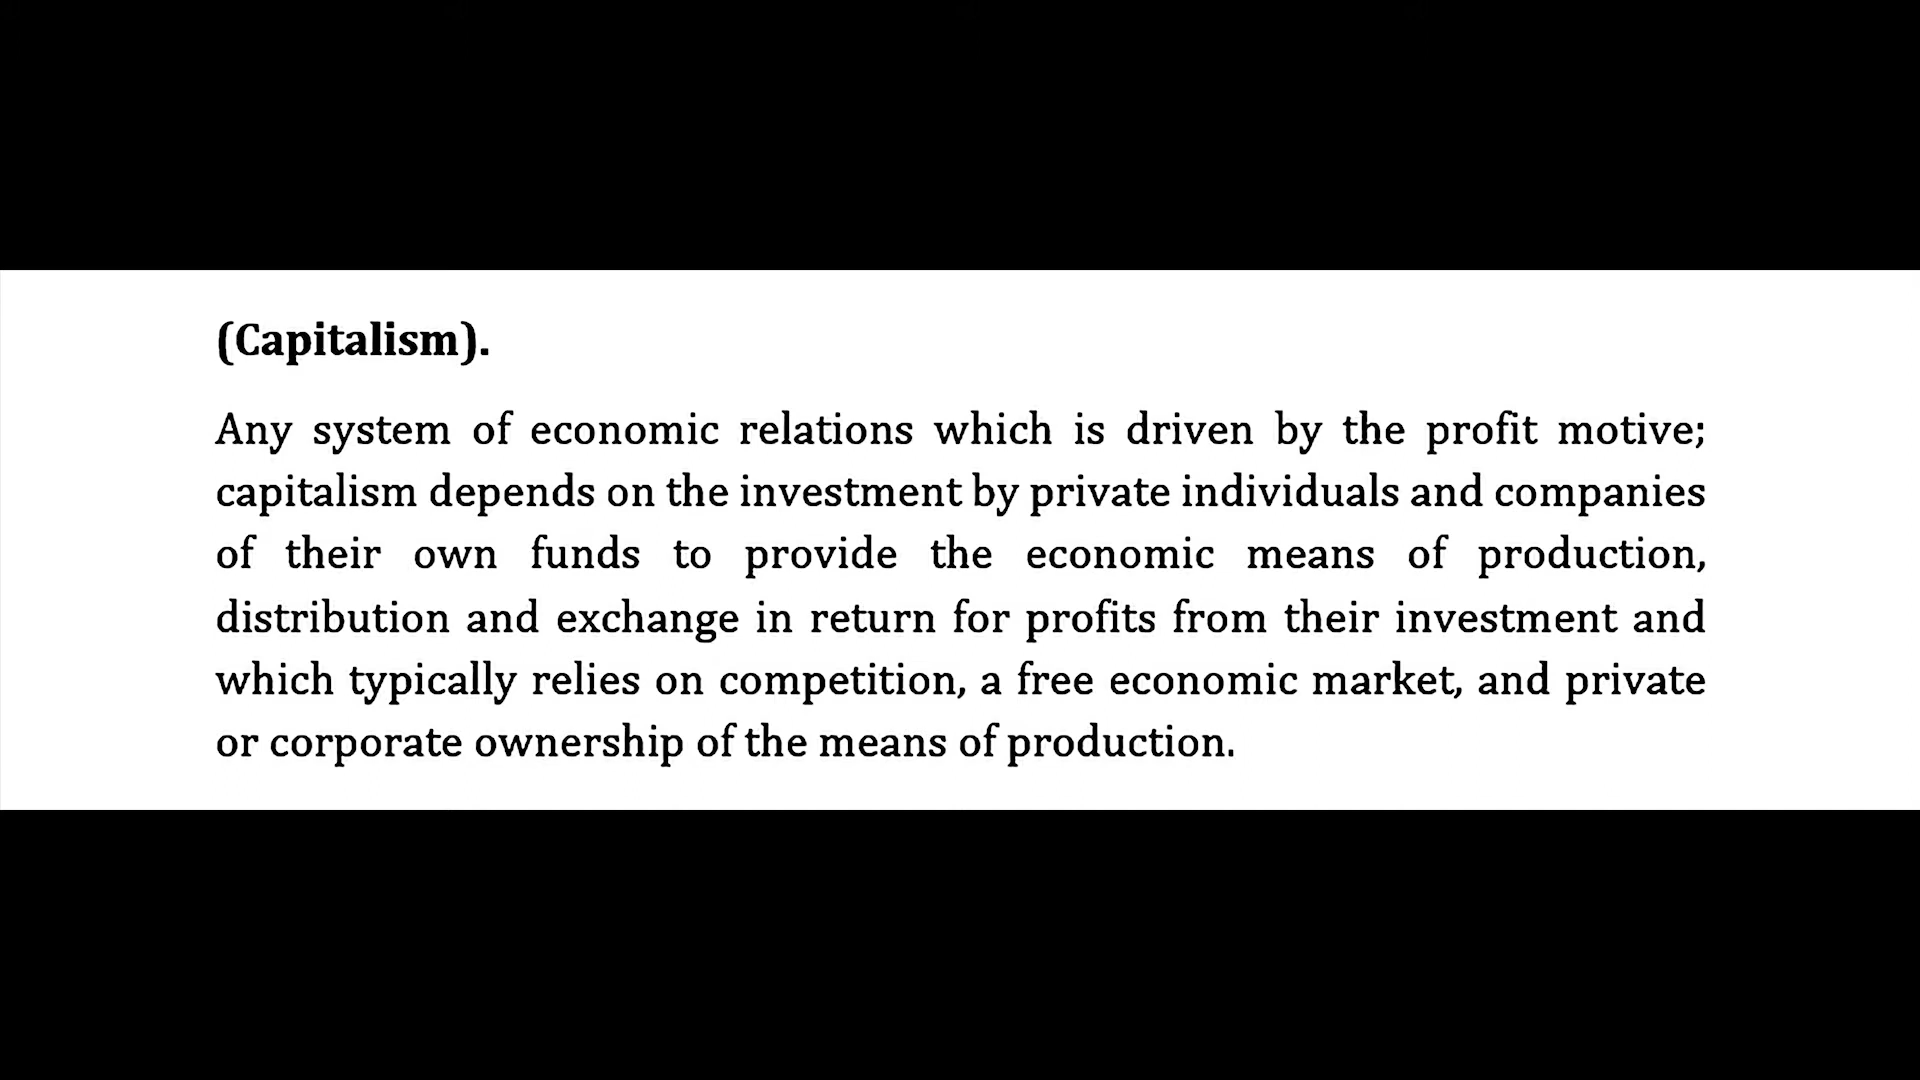 (Capitalism).
Any system of economic relations which is driven by the profit motive;
capitalism depends on the investment by private individuals and companies
of their own funds to provide the economic means of production,
distribution and exchange in return for profits from their investment and
which typically relies on competition, a free economic market, and private
or corporate ownership of the means of production.